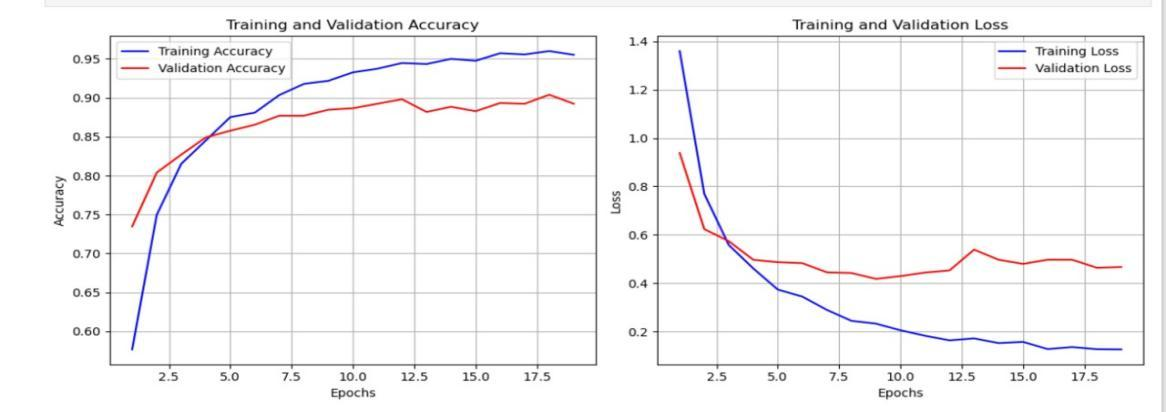 Training and Validation Accuracy
Training Accuracy
Validation Accuracy
0.95
0.90
0.85
0.80
0.75
0.70
0.65
0.60
Accuracy
2.5 5.0 7.5 10.0 12.5 15.0 17.5
Epochs
Training and Validation Loss
Training Loss
Validation Loss
1.4
1.2
1.0
0.8
0.6
0.4
0.2
Loss
2.5 5.0 7.5 10.0 12.5 15.0 17.5
Epochs